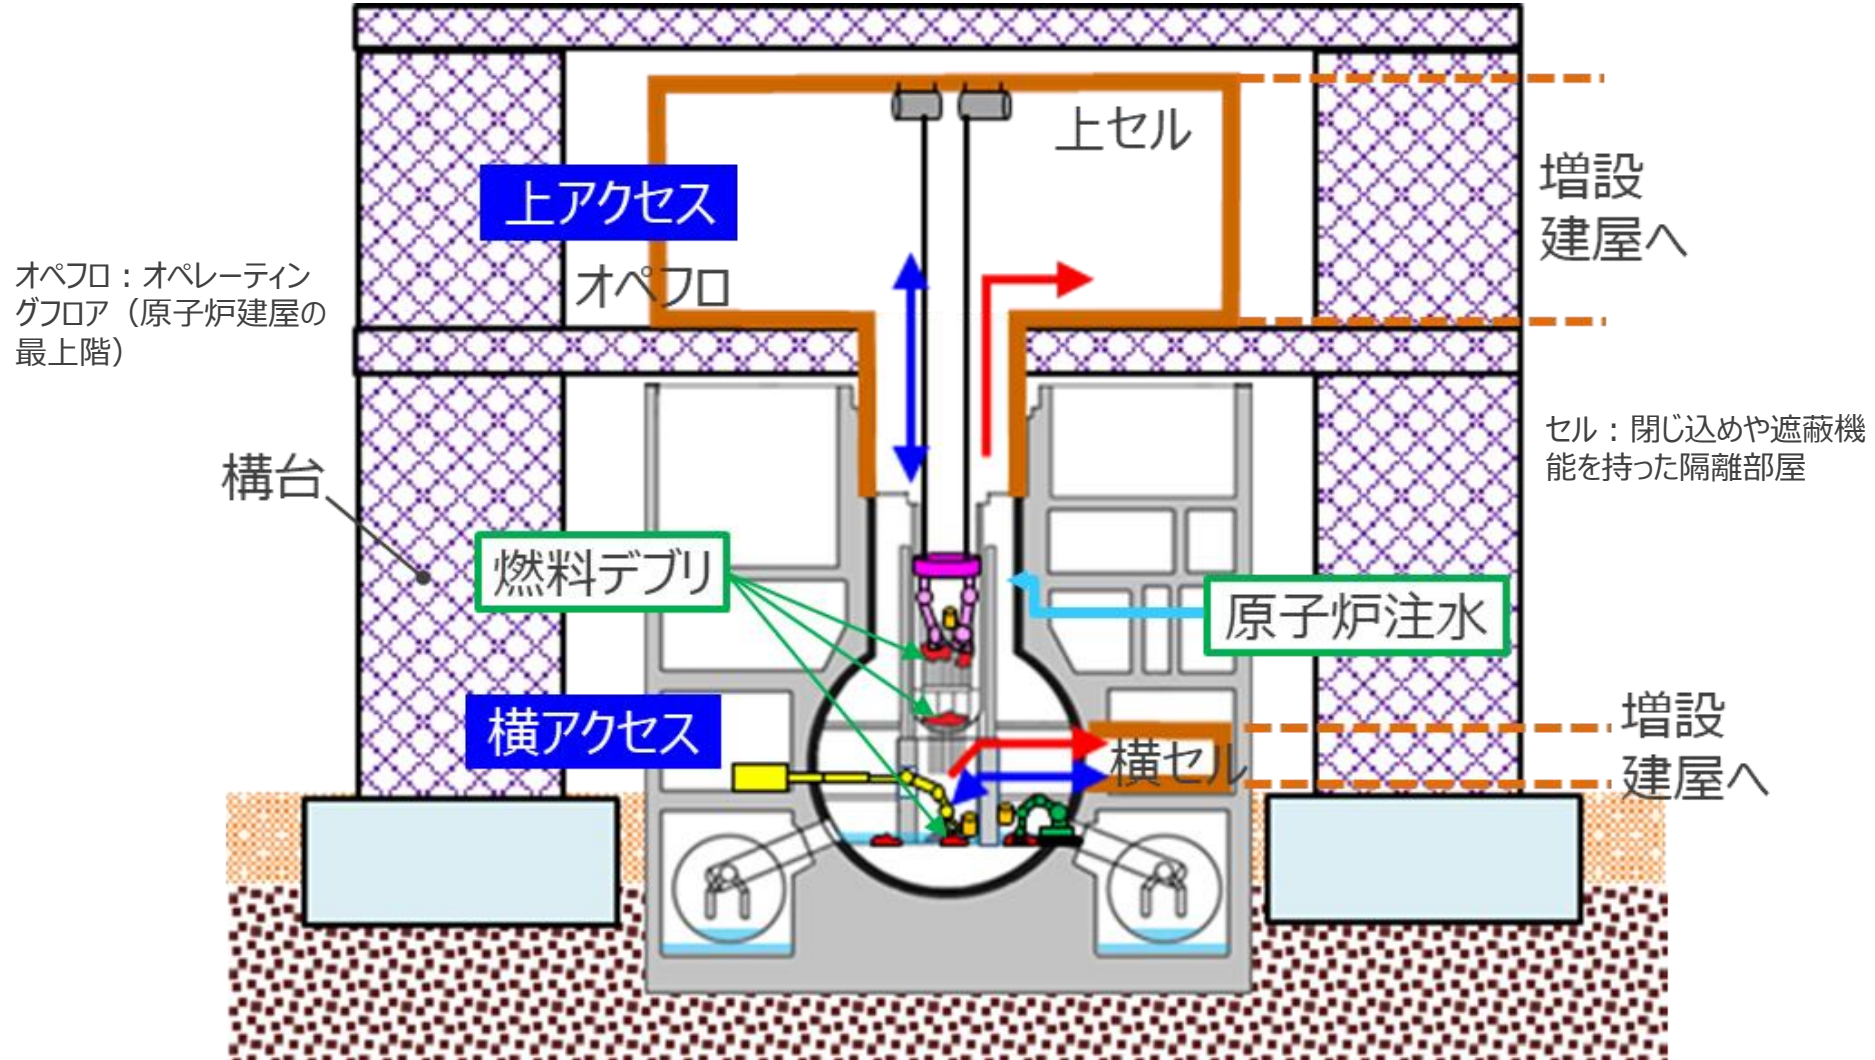 上セル
上アクセス
増設
建屋へ
オペフロ
オペフロ：オペレーティン
グフロア（原子炉建屋の
最上階）
セル：閉じ込めや遮蔽機
能を持った隔離部屋
構台
燃料デブリ
原子炉注水
横アクセス
横セル
増設
建屋へ